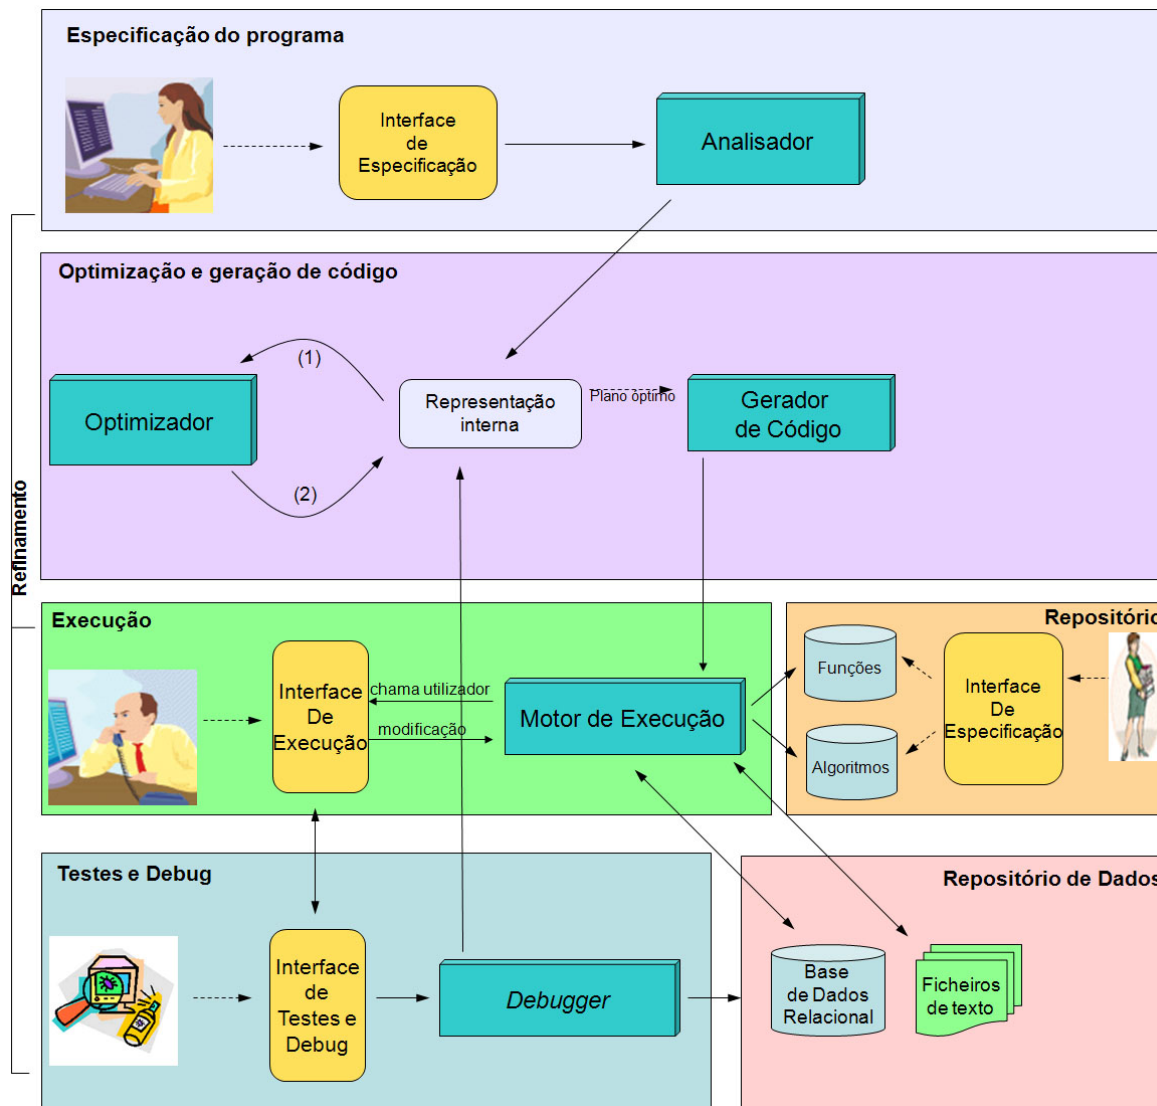 Especificação do programa
Interface
de
Especificação
Analisador
Optimização e geração de código
(1)
Optimizador
Representação
interna
Plano óptimo
Gerador
de Código
(2)
Refinamento
Execução
Interface
De
Execução
chama utilizador
modificação
Motor de Execução
Repositório
Funções
Algoritmos
Interface
De
Especificação
Testes e Debug
Interface
de
Testes e
Debug
Debugger
Repositório de Dados
Base
de Dados
Relacional
Ficheiros
de texto